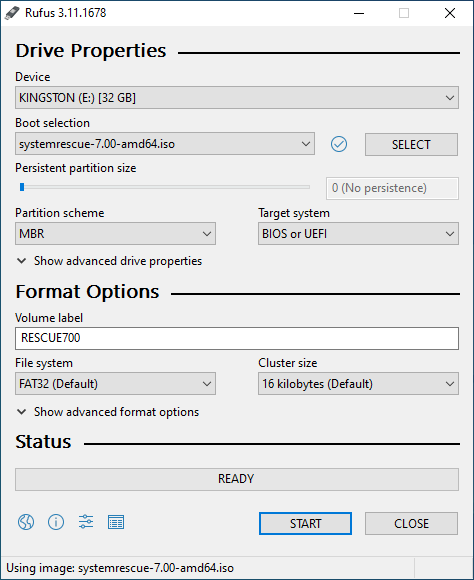 Rufus 3.11.1678
Drive Properties
Device
KINGSTON (E:) [32 GB]
Boot selection
systemrescue-7.00-amd64.iso
SELECT
Persistent partition size
0 (No persistence)
Partition scheme Target system
MBR BIOS or UEFI
Show advanced drive properties
Format Options
Volume label
RESCUE700
File system Cluster size
FAT32 (Default) 16 kilobytes (Default)
Show advanced format options
Status
READY
START CLOSE
Using image: systemrescue-7.00-amd64.iso